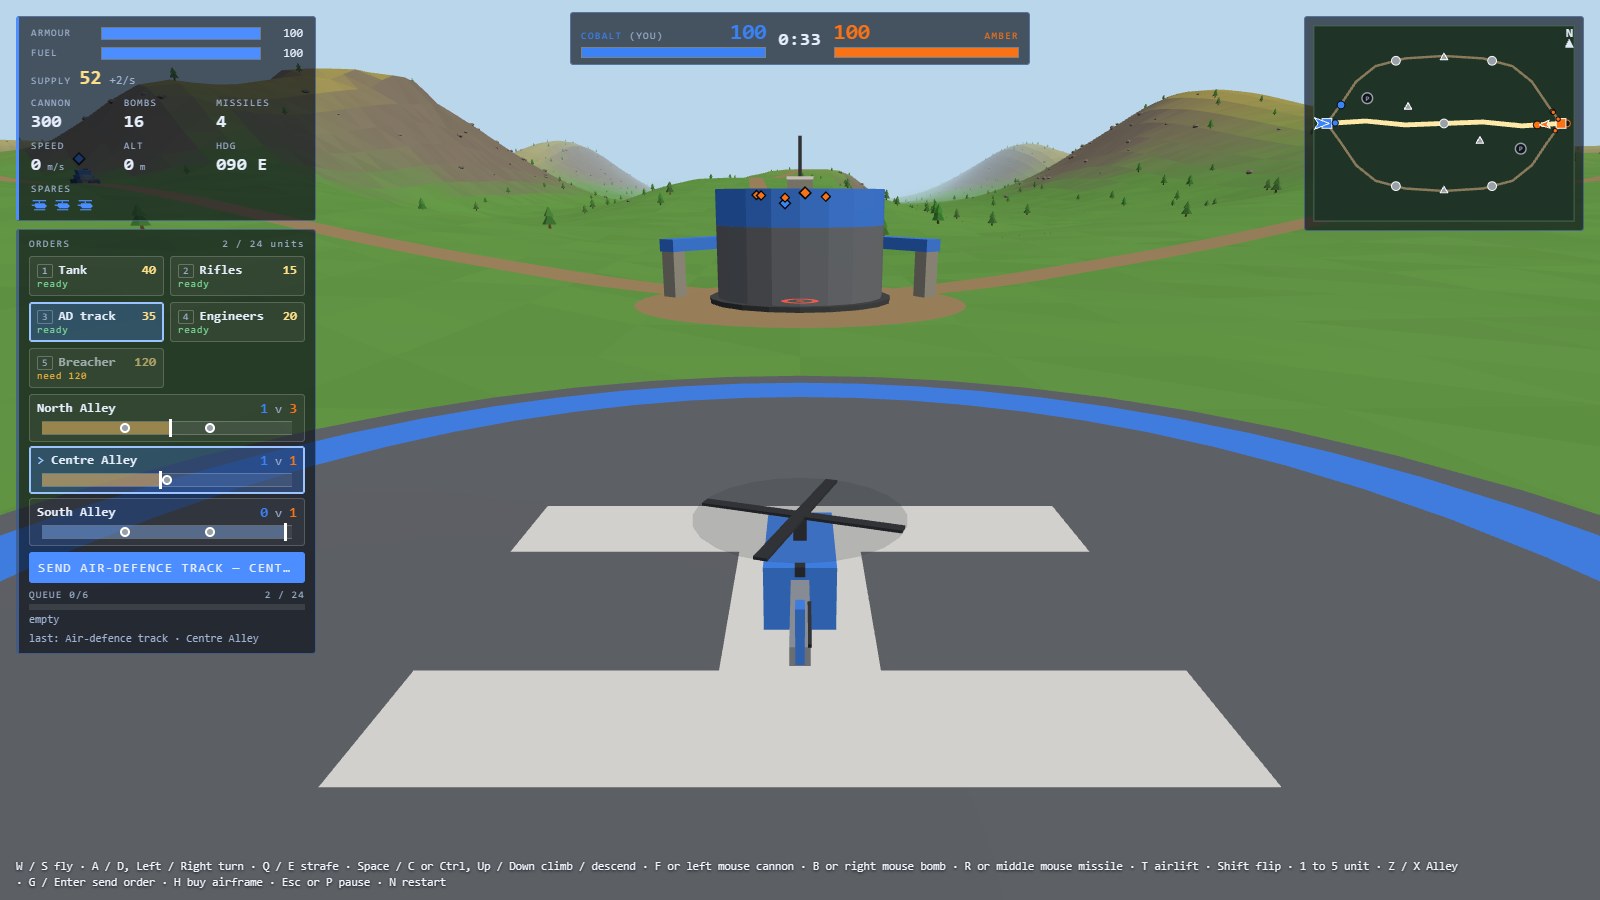 ARMOUR 100
FUEL 100
SUPPLY 52 +2/s
CANNON BOMBS MISSILES
300 16 4
SPEED ALT HDG
0 m/s 0 m 090 E
SPARES
COBALT (YOU) 100 0:33 100 AMBER
N
P
P
ORDERS 2 / 24 units
1 Tank 40
ready
2 Rifles 15
ready
3 AD track 35
ready
4 Engineers 20
ready
5 Breacher 120
need 120
North Alley 1 v 3
> Centre Alley 1 v 1
South Alley 0 v 1
SEND AIR-DEFENCE TRACK — CENT…
QUEUE 0/6 2 / 24
empty
last: Air-defence track · Centre Alley
W / S fly · A / D, Left / Right turn · Q / E strafe · Space / C or Ctrl, Up / Down climb / descend · F or left mouse cannon · B or right mouse bomb · R or middle mouse missile · T airlift · Shift flip · 1 to 5 unit · Z / X Alley
· G / Enter send order · H buy airframe · Esc or P pause · N restart